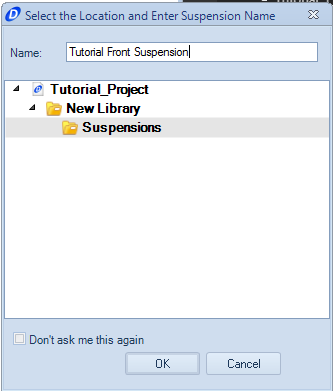 Select the Location and Enter Suspension Name
Name: Tutorial Front Suspension
Tutorial_Project
New Library
Suspensions
Don't ask me this again
OK Cancel